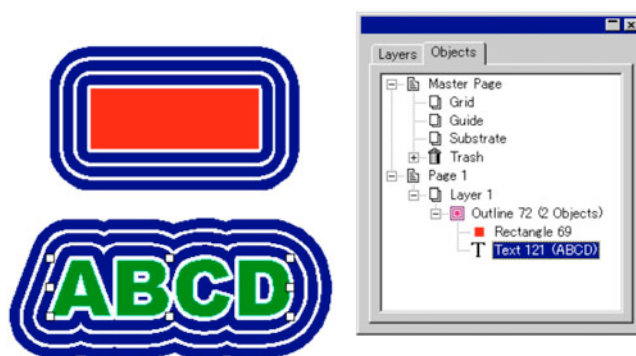 ABCD
Layers Objects
Master Page
Grid
Guide
Substrate
Trash
Page 1
Layer 1
Outline 72 (2 Objects)
Rectangle 69
T Text 121 (ABCD)